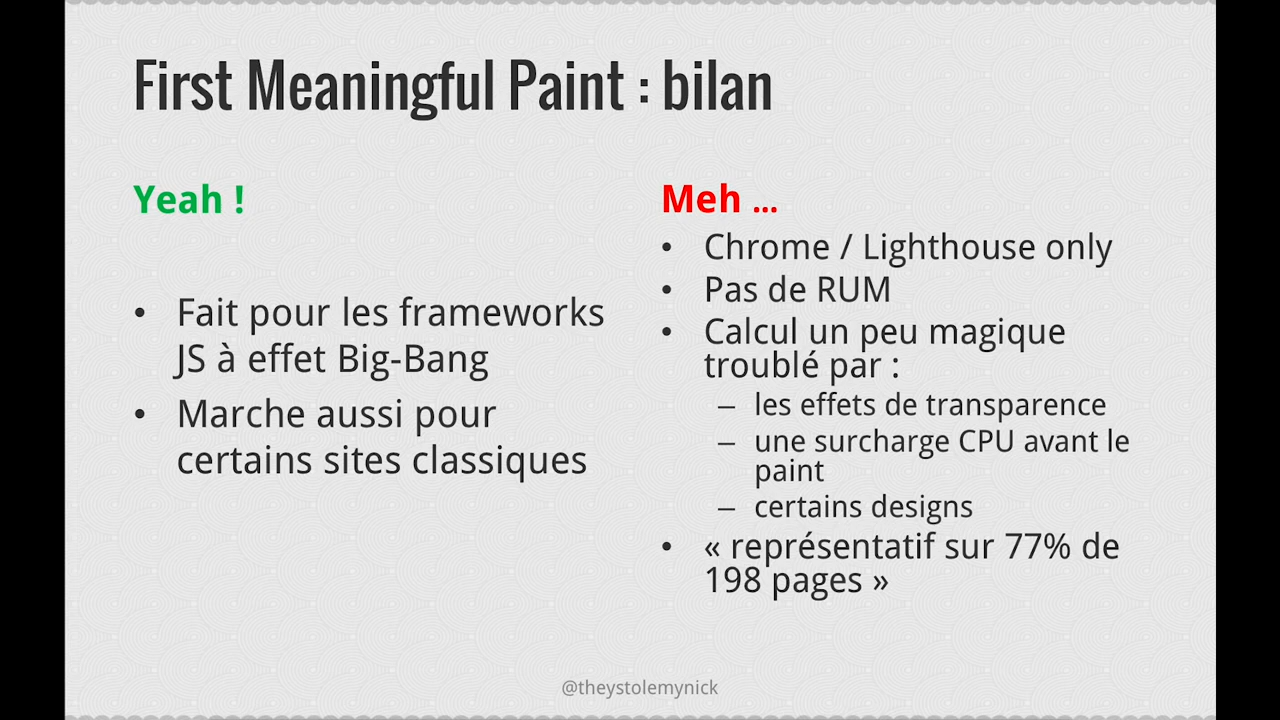 First Meaningful Paint : bilan
Yeah !
• Fait pour les frameworks
JS à effet Big-Bang
• Marche aussi pour
certains sites classiques
Meh ...
• Chrome / Lighthouse only
• Pas de RUM
• Calcul un peu magique
troublé par :
– les effets de transparence
– une surcharge CPU avant le
paint
– certains designs
• « représentatif sur 77% de
198 pages »
@theystolemynick